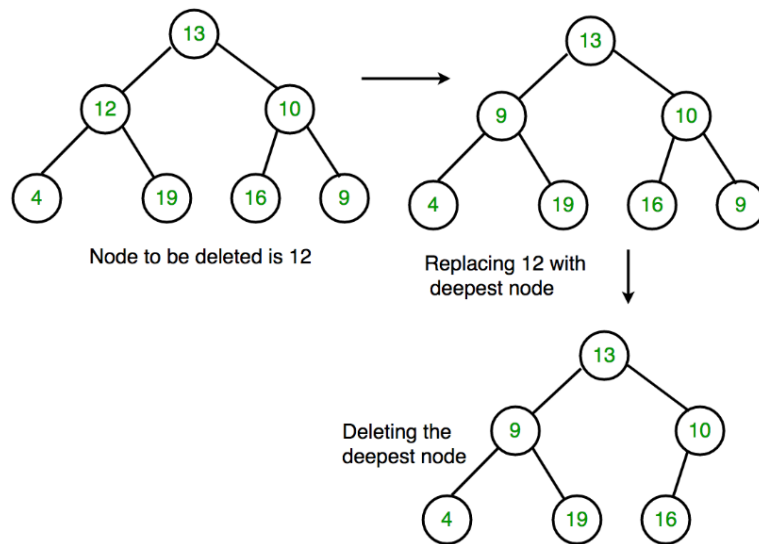 13
12 10
4 19 16 9
Node to be deleted is 12
13
9 10
4 19 16 9
Replacing 12 with
deepest node
13
9 10
4 19 16
Deleting the
deepest node